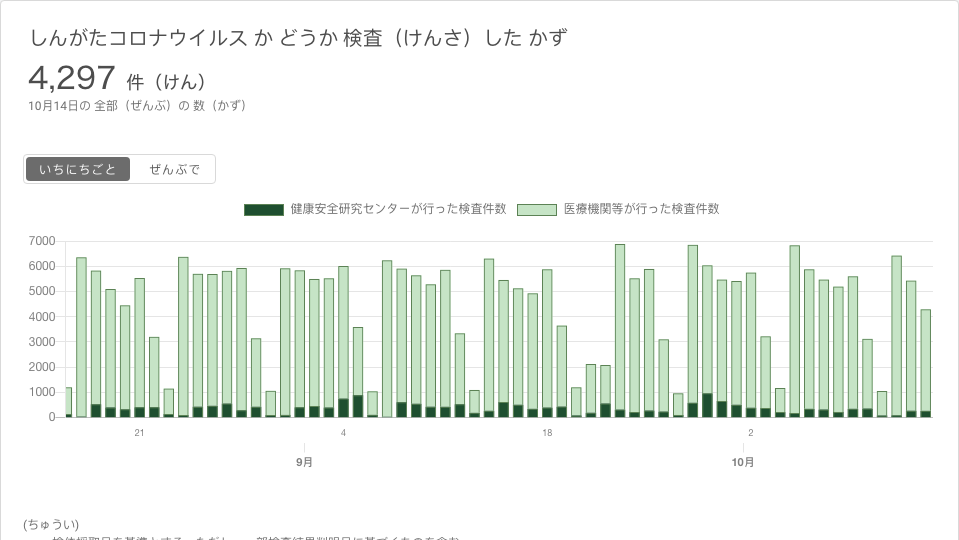 しんがたコロナウイルス か どうか 検査（けんさ）した かず
4,297 件（けん）
10月14日の 全部（ぜんぶ）の 数（かず）
いちにちごと ぜんぶで
健康安全研究センターが行った検査件数 医療機関等が行った検査件数
7000
6000
5000
4000
3000
2000
1000
0
21 4 18 2
9月 10月
(ちゅうい)